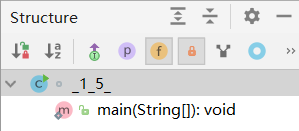 Structure
_1_5_
main(String[]): void